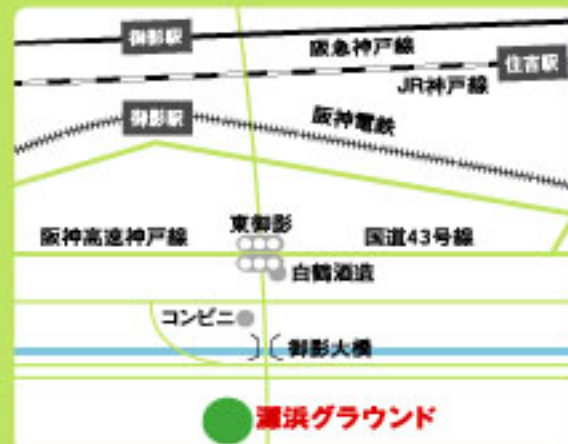 御影駅
阪急神戸線
住吉駅
JR神戸線
御影駅
阪神電鉄
東御影
阪神高速神戸線
国道43号線
白鶴酒造
コンビニ
御影大橋
灘浜グラウンド